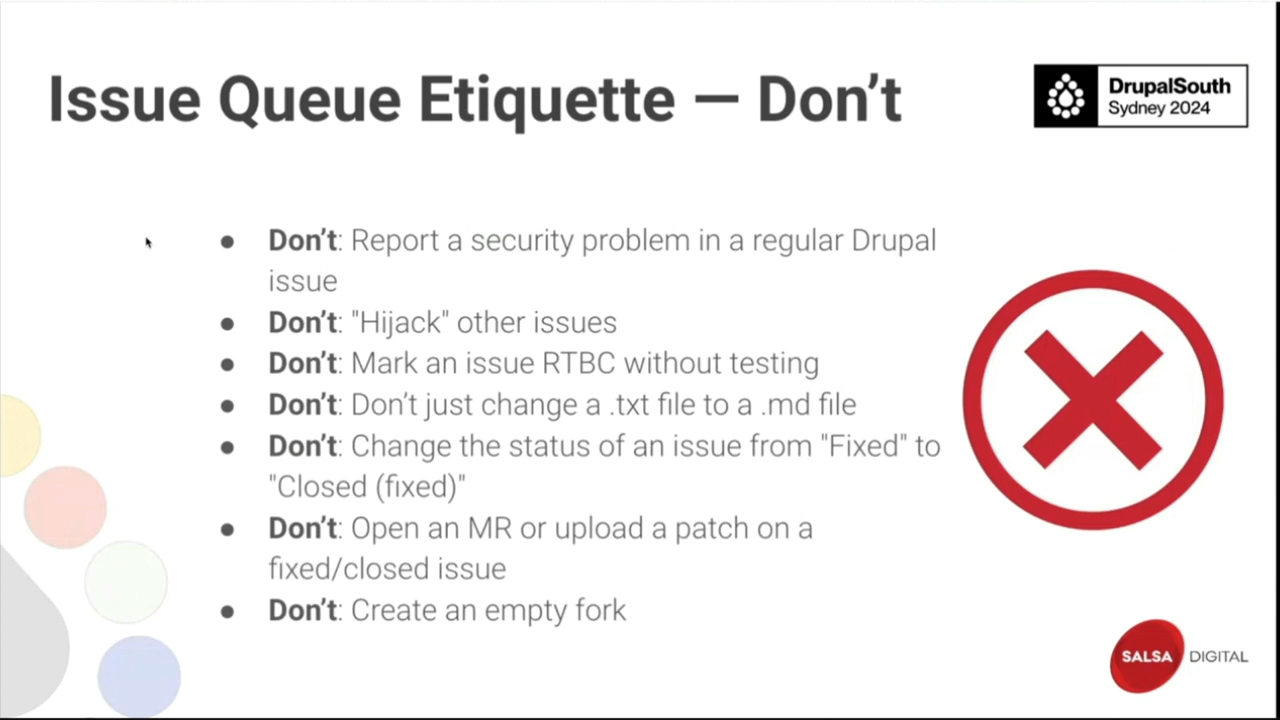 Issue Queue Etiquette — Don’t
DrupalSouth
Sydney 2024
● Don’t: Report a security problem in a regular Drupal
issue
● Don’t: "Hijack" other issues
● Don’t: Mark an issue RTBC without testing
● Don’t: Don’t just change a .txt file to a .md file
● Don’t: Change the status of an issue from "Fixed" to
"Closed (fixed)"
● Don’t: Open an MR or upload a patch on a
fixed/closed issue
● Don’t: Create an empty fork
SALSA DIGITAL